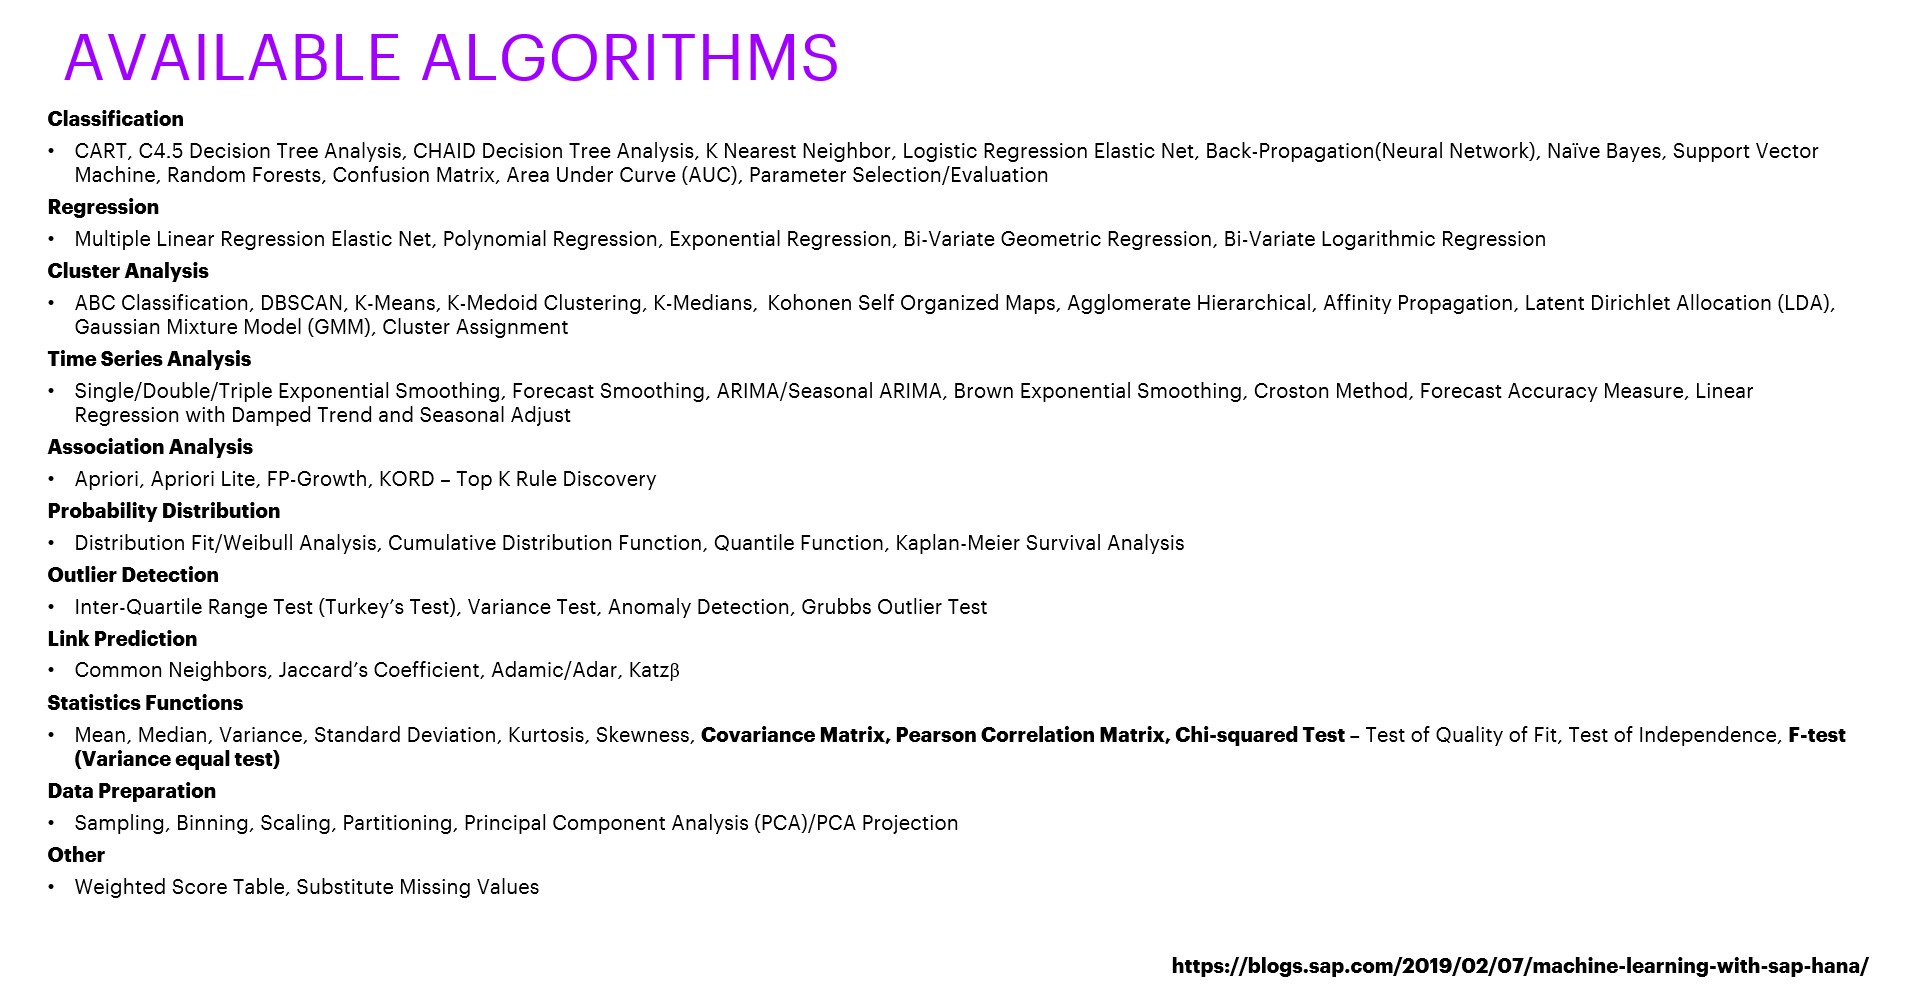 AVAILABLE ALGORITHMS
Classification
• CART, C4.5 Decision Tree Analysis, CHAID Decision Tree Analysis, K Nearest Neighbor, Logistic Regression Elastic Net, Back-Propagation(Neural Network), Naïve Bayes, Support Vector
Machine, Random Forests, Confusion Matrix, Area Under Curve (AUC), Parameter Selection/Evaluation
Regression
• Multiple Linear Regression Elastic Net, Polynomial Regression, Exponential Regression, Bi-Variate Geometric Regression, Bi-Variate Logarithmic Regression
Cluster Analysis
• ABC Classification, DBSCAN, K-Means, K-Medoid Clustering, K-Medians, Kohonen Self Organized Maps, Agglomerate Hierarchical, Affinity Propagation, Latent Dirichlet Allocation (LDA),
Gaussian Mixture Model (GMM), Cluster Assignment
Time Series Analysis
• Single/Double/Triple Exponential Smoothing, Forecast Smoothing, ARIMA/Seasonal ARIMA, Brown Exponential Smoothing, Croston Method, Forecast Accuracy Measure, Linear
Regression with Damped Trend and Seasonal Adjust
Association Analysis
• Apriori, Apriori Lite, FP-Growth, KORD – Top K Rule Discovery
Probability Distribution
• Distribution Fit/Weibull Analysis, Cumulative Distribution Function, Quantile Function, Kaplan-Meier Survival Analysis
Outlier Detection
• Inter-Quartile Range Test (Turkey’s Test), Variance Test, Anomaly Detection, Grubbs Outlier Test
Link Prediction
• Common Neighbors, Jaccard’s Coefficient, Adamic/Adar, Katzβ
Statistics Functions
• Mean, Median, Variance, Standard Deviation, Kurtosis, Skewness, Covariance Matrix, Pearson Correlation Matrix, Chi-squared Test – Test of Quality of Fit, Test of Independence, F-test
(Variance equal test)
Data Preparation
• Sampling, Binning, Scaling, Partitioning, Principal Component Analysis (PCA)/PCA Projection
Other
• Weighted Score Table, Substitute Missing Values
https://blogs.sap.com/2019/02/07/machine-learning-with-sap-hana/